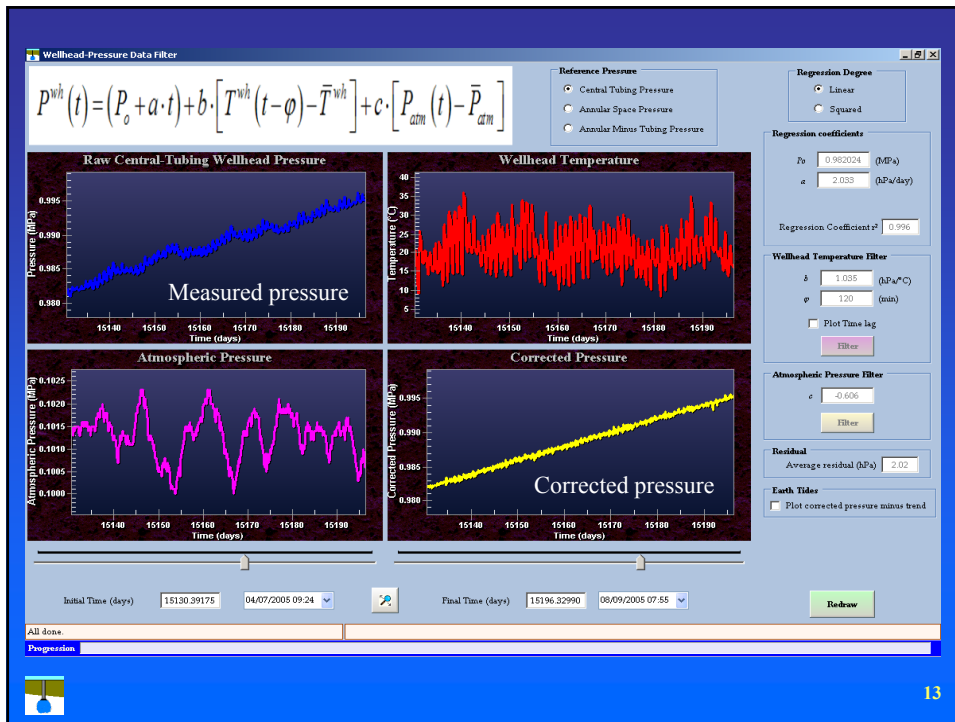 Wellhead-Pressure Data Filter
P^wh(t)=(P_o+a·t)+b·[T^wh(t-φ)-T̄^wh]+c·[P_atm(t)-P̄_atm]
Reference Pressure
Central Tubing Pressure
Annular Space Pressure
Annular Minus Tubing Pressure
Regression Degree
Linear
Squared
Raw Central-Tubing Wellhead Pressure
Pressure (MPa)
0.995
0.990
0.985
0.980
Measured pressure
15140 15150 15160 15170 15180 15190
Time (days)
Wellhead Temperature
Temperature (°C)
40
35
30
25
20
15
10
5
15140 15150 15160 15170 15180 15190
Time (days)
Atmospheric Pressure
Atmospheric Pressure (MPa)
0.1025
0.1020
0.1015
0.1010
0.1005
0.1000
15140 15150 15160 15170 15180 15190
Time (days)
Corrected Pressure
Corrected Pressure (MPa)
0.995
0.990
0.985
0.980
Corrected pressure
15140 15150 15160 15170 15180 15190
Time (days)
Regression coefficients
Po 0.982024 (MPa)
a 2.033 (hPa/day)
Regression Coefficient r² 0.996
Wellhead Temperature Filter
b 1.035 (hPa/°C)
φ 120 (min)
Plot Time lag
Filter
Atmospheric Pressure Filter
c -0.606
Filter
Residual
Average residual (hPa) 2.02
Earth Tides
Plot corrected pressure minus trend
Initial Time (days) 15130.39175 04/07/2005 09:24
Final Time (days) 15196.32990 08/09/2005 07:55
Redraw
All done.
Progression
13